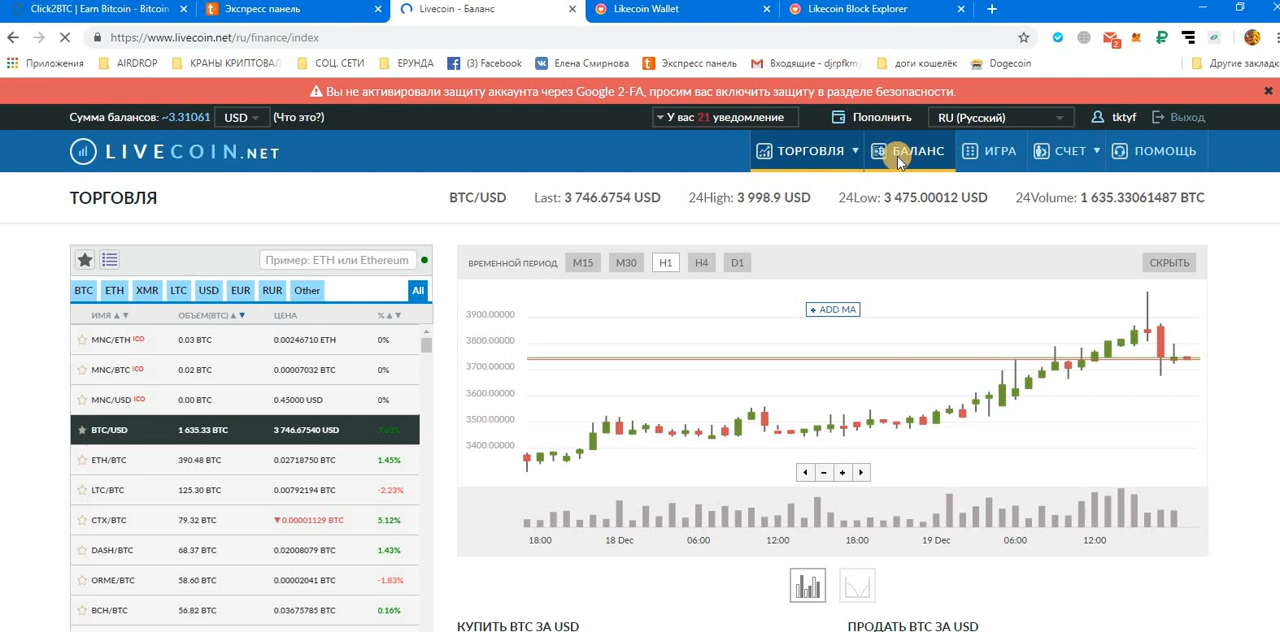 Click2BTC | Earn Bitcoin - Bitcoin
Экспресс панель
Livecoin - Баланс
Likecoin Wallet
Likecoin Block Explorer
https://www.livecoin.net/ru/finance/index
2
Приложения
AIRDROP
КРАНЫ КРИПТОВАЛ
СОЦ. СЕТИ
ЕРУНДА
(3) Facebook
Елена Смирнова
Экспресс панель
Входящие - djrpfkmy
доги кошелёк
Dogecoin
Другие закладк
Вы не активировали защиту аккаунта через Google 2-FA, просим вас включить защиту в разделе безопасности.
Сумма балансов: ~3.31061 USD (Что это?)
У вас 21 уведомление
Пополнить
RU (Русский)
tktyf
Выход
LIVECOIN.NET
ТОРГОВЛЯ
БАЛАНС
ИГРА
СЧЕТ
ПОМОЩЬ
ТОРГОВЛЯ
BTC/USD Last: 3 746.6754 USD 24High: 3 998.9 USD 24Low: 3 475.00012 USD 24Volume: 1 635.33061487 BTC
Пример: ETH или Ethereum
BTC ETH XMR LTC USD EUR RUR Other All
ИМЯ ОБЪЕМ(BTC) ЦЕНА %
MNC/ETH ICO 0.03 BTC 0.00246710 ETH 0%
MNC/BTC ICO 0.02 BTC 0.00007032 BTC 0%
MNC/USD ICO 0.00 BTC 0.45000 USD 0%
BTC/USD 1 635.33 BTC 3 746.67540 USD 7.63%
ETH/BTC 390.48 BTC 0.02718750 BTC 1.45%
LTC/BTC 125.30 BTC 0.00792194 BTC -2.23%
CTX/BTC 79.32 BTC 0.00001129 BTC 5.12%
DASH/BTC 68.37 BTC 0.02008079 BTC 1.43%
ORME/BTC 58.60 BTC 0.00002041 BTC -1.83%
BCH/BTC 56.82 BTC 0.03675785 BTC 0.16%
ВРЕМЕННОЙ ПЕРИОД M15 M30 H1 H4 D1 СКРЫТЬ
+ ADD MA
3900.00000
3800.00000
3700.00000
3600.00000
3500.00000
3400.00000
18:00 18 Dec 06:00 12:00 18:00 19 Dec 06:00 12:00
КУПИТЬ BTC ЗА USD
ПРОДАТЬ BTC ЗА USD